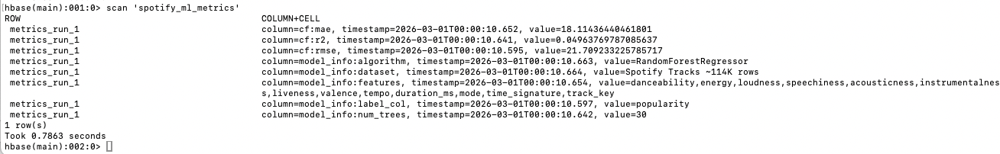 hbase(main):001:0> scan 'spotify_ml_metrics'
ROW COLUMN+CELL
metrics_run_1 column=cf:mae, timestamp=2026-03-01T00:00:10.652, value=18.11436440461801
metrics_run_1 column=cf:r2, timestamp=2026-03-01T00:00:10.641, value=0.04963769787085637
metrics_run_1 column=cf:rmse, timestamp=2026-03-01T00:00:10.595, value=21.709233225785717
metrics_run_1 column=model_info:algorithm, timestamp=2026-03-01T00:00:10.663, value=RandomForestRegressor
metrics_run_1 column=model_info:dataset, timestamp=2026-03-01T00:00:10.664, value=Spotify Tracks ~114K rows
metrics_run_1 column=model_info:features, timestamp=2026-03-01T00:00:10.654, value=danceability,energy,loudness,speechiness,acousticness,instrumentalnes
s,liveness,valence,tempo,duration_ms,mode,time_signature,track_key
metrics_run_1 column=model_info:label_col, timestamp=2026-03-01T00:00:10.597, value=popularity
metrics_run_1 column=model_info:num_trees, timestamp=2026-03-01T00:00:10.642, value=30
1 row(s)
Took 0.7863 seconds
hbase(main):002:0>